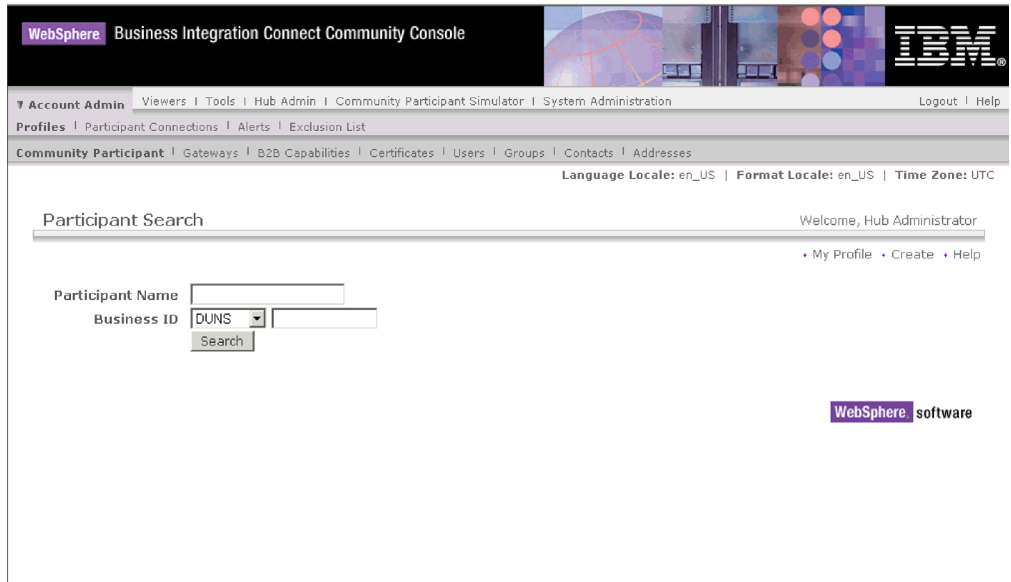 WebSphere Business Integration Connect Community Console
IBM®
Account Admin Viewers | Tools | Hub Admin | Community Participant Simulator | System Administration Logout | Help
Profiles | Participant Connections | Alerts | Exclusion List
Community Participant | Gateways | B2B Capabilities | Certificates | Users | Groups | Contacts | Addresses
Language Locale: en_US | Format Locale: en_US | Time Zone: UTC
Participant Search Welcome, Hub Administrator
My Profile Create Help
Participant Name
Business ID DUNS
Search
WebSphere. software